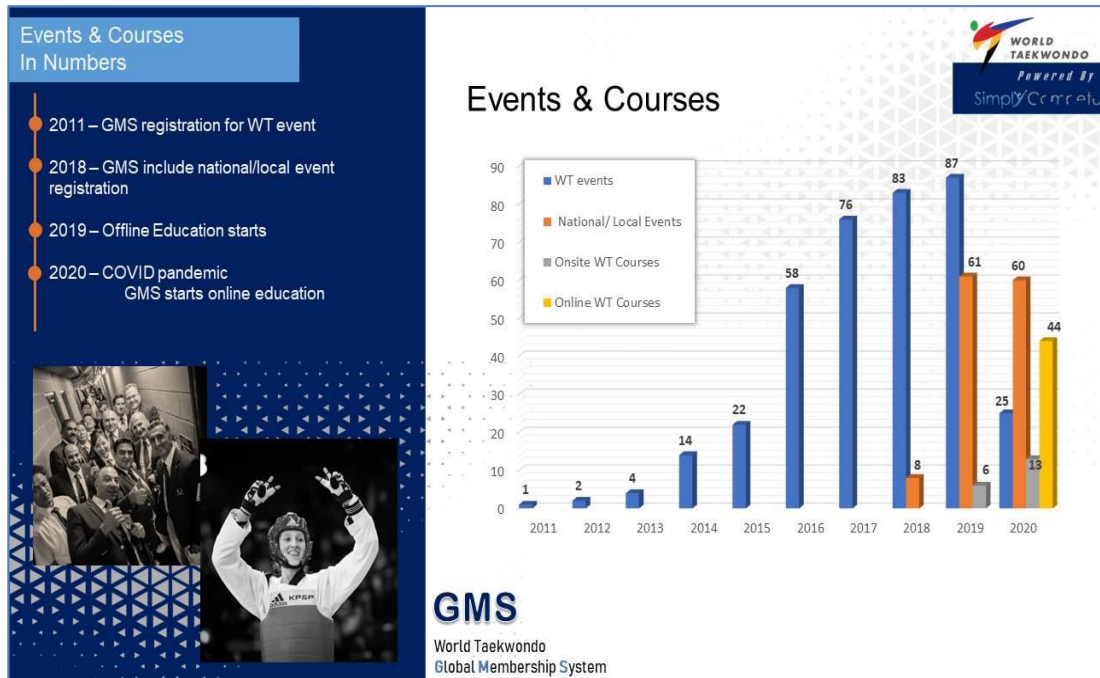 Events & Courses
In Numbers
2011 – GMS registration for WT event
2018 – GMS include national/local event
registration
2019 – Offline Education starts
2020 – COVID pandemic
GMS starts online education
WORLD
TAEKWONDO
Powered By
Events & Courses
WT events
National/ Local Events
Onsite WT Courses
Online WT Courses
90
80
70
60
50
40
30
20
10
0
1
2
4
14
22
58
76
83
8
87
61
6
25
60
13
44
2011 2012 2013 2014 2015 2016 2017 2018 2019 2020
adidas
КРБР
GMS
World Taekwondo
Global Membership System